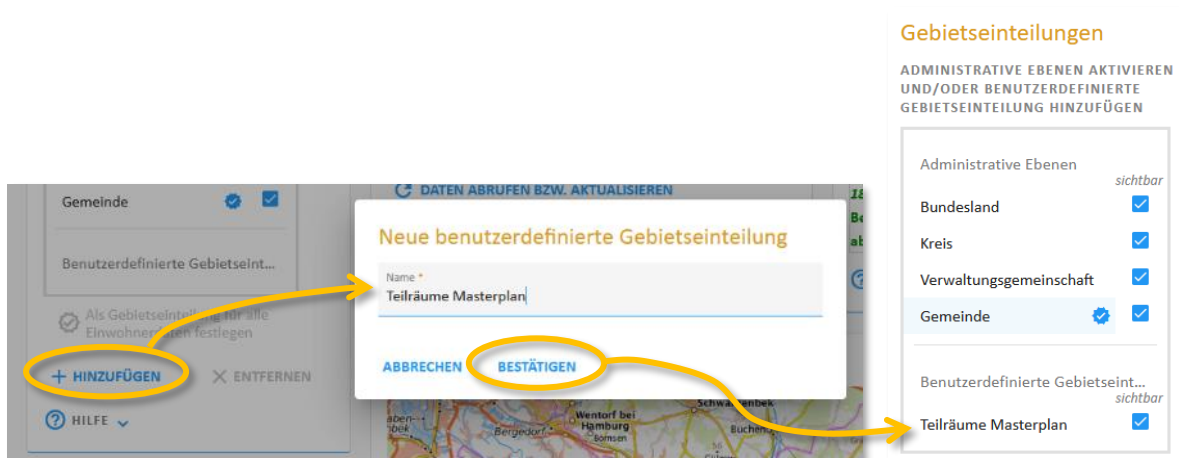 Gemeinde
Benutzerdefinierte Gebietseint...
Als Gebietseinteilung für alle
Einwohnerdaten festlegen
+ HINZUFÜGEN
ENTFERNEN
HILFE
DATEN ABRUFEN BZW. AKTUALISIEREN
Neue benutzerdefinierte Gebietseinteilung
Name *
Teilräume Masterplan
ABBRECHEN
BESTÄTIGEN
Wentorf bei
Hamburg
Bergedorf
Börnsen
Schwarzenbek
Gebietseinteilungen
ADMINISTRATIVE EBENEN AKTIVIEREN
UND/ODER BENUTZERDEFINIERTE
GEBIETSEINTEILUNG HINZUFÜGEN
Administrative Ebenen
sichtbar
Bundesland
Kreis
Verwaltungsgemeinschaft
Gemeinde
Benutzerdefinierte Gebietseint...
sichtbar
Teilräume Masterplan